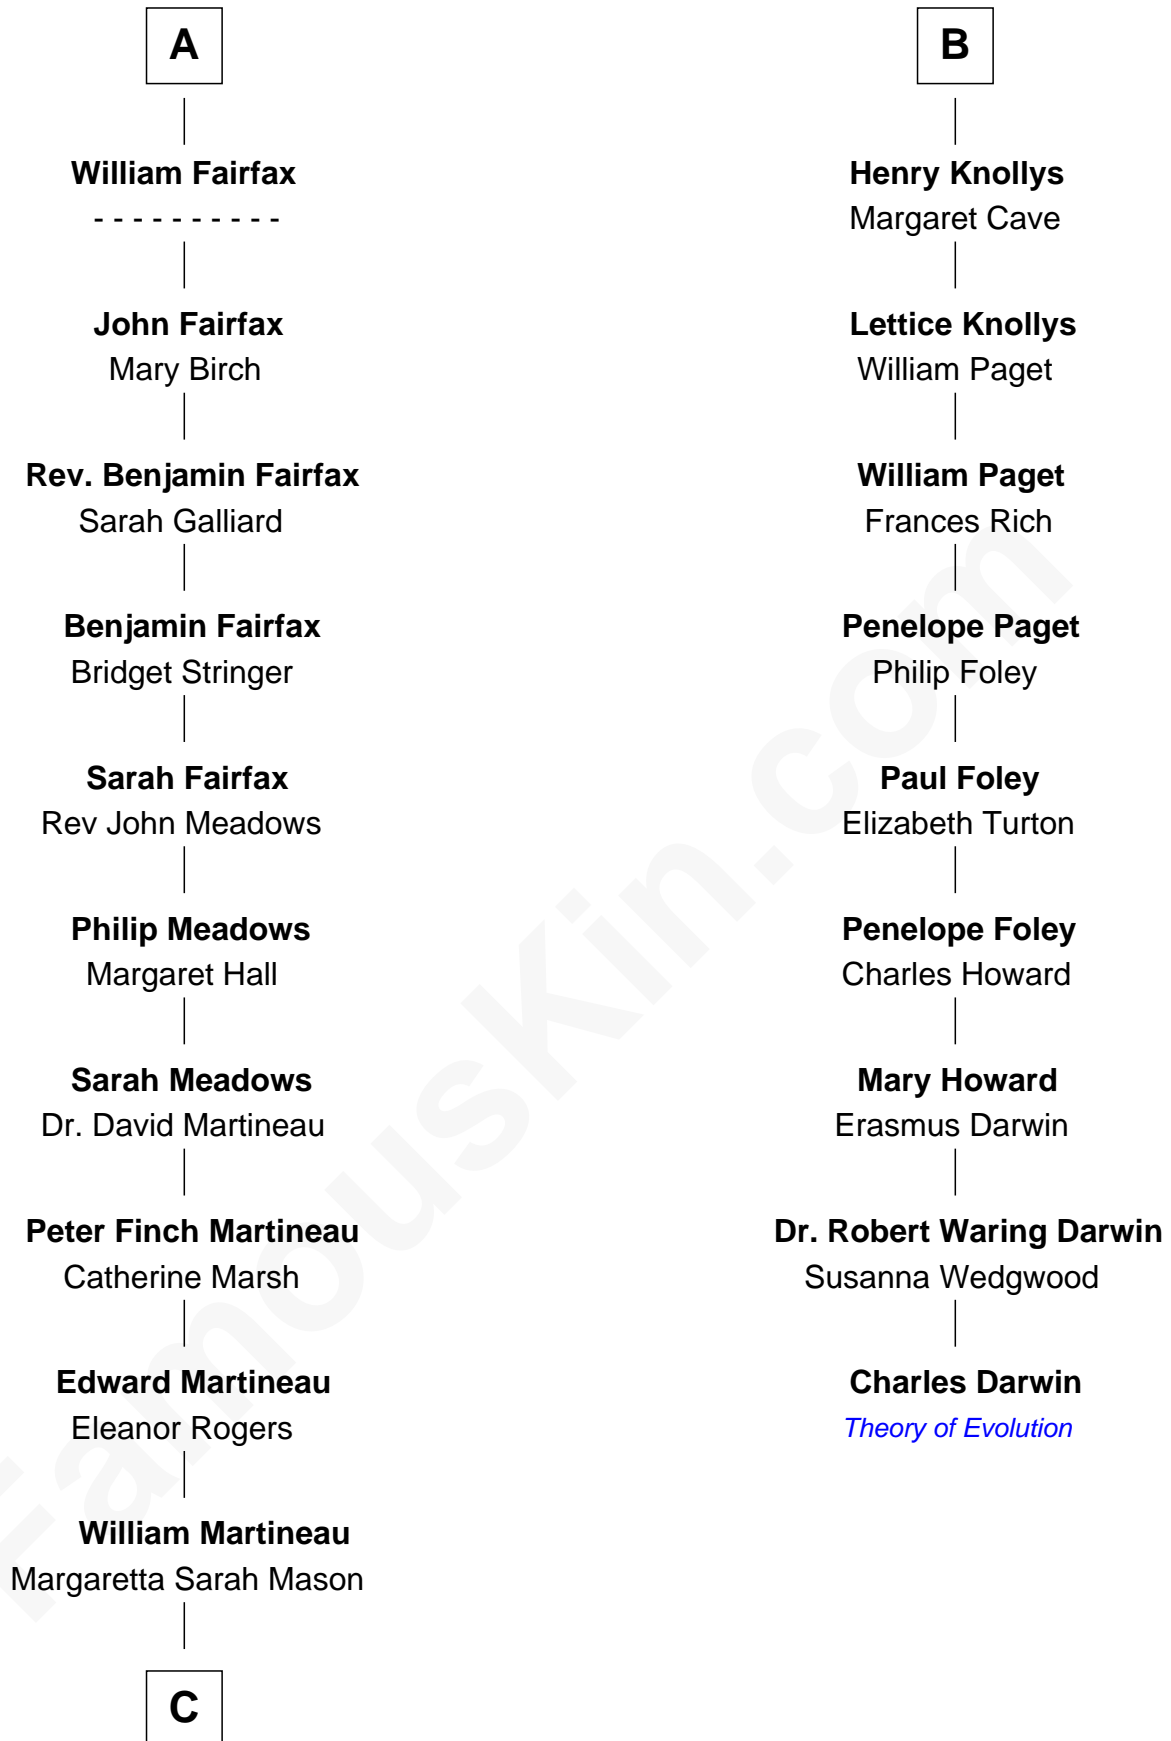 A
William Fairfax
- - - - - - - - - -
John Fairfax
Mary Birch
Rev. Benjamin Fairfax
Sarah Galliard
Benjamin Fairfax
Bridget Stringer
Sarah Fairfax
Rev John Meadows
Philip Meadows
Margaret Hall
Sarah Meadows
Dr. David Martineau
Peter Finch Martineau
Catherine Marsh
Edward Martineau
Eleanor Rogers
William Martineau
Margaretta Sarah Mason
C
B
Henry Knollys
Margaret Cave
Lettice Knollys
William Paget
William Paget
Frances Rich
Penelope Paget
Philip Foley
Paul Foley
Elizabeth Turton
Penelope Foley
Charles Howard
Mary Howard
Erasmus Darwin
Dr. Robert Waring Darwin
Susanna Wedgwood
Charles Darwin
Theory of Evolution
FamousKin.com